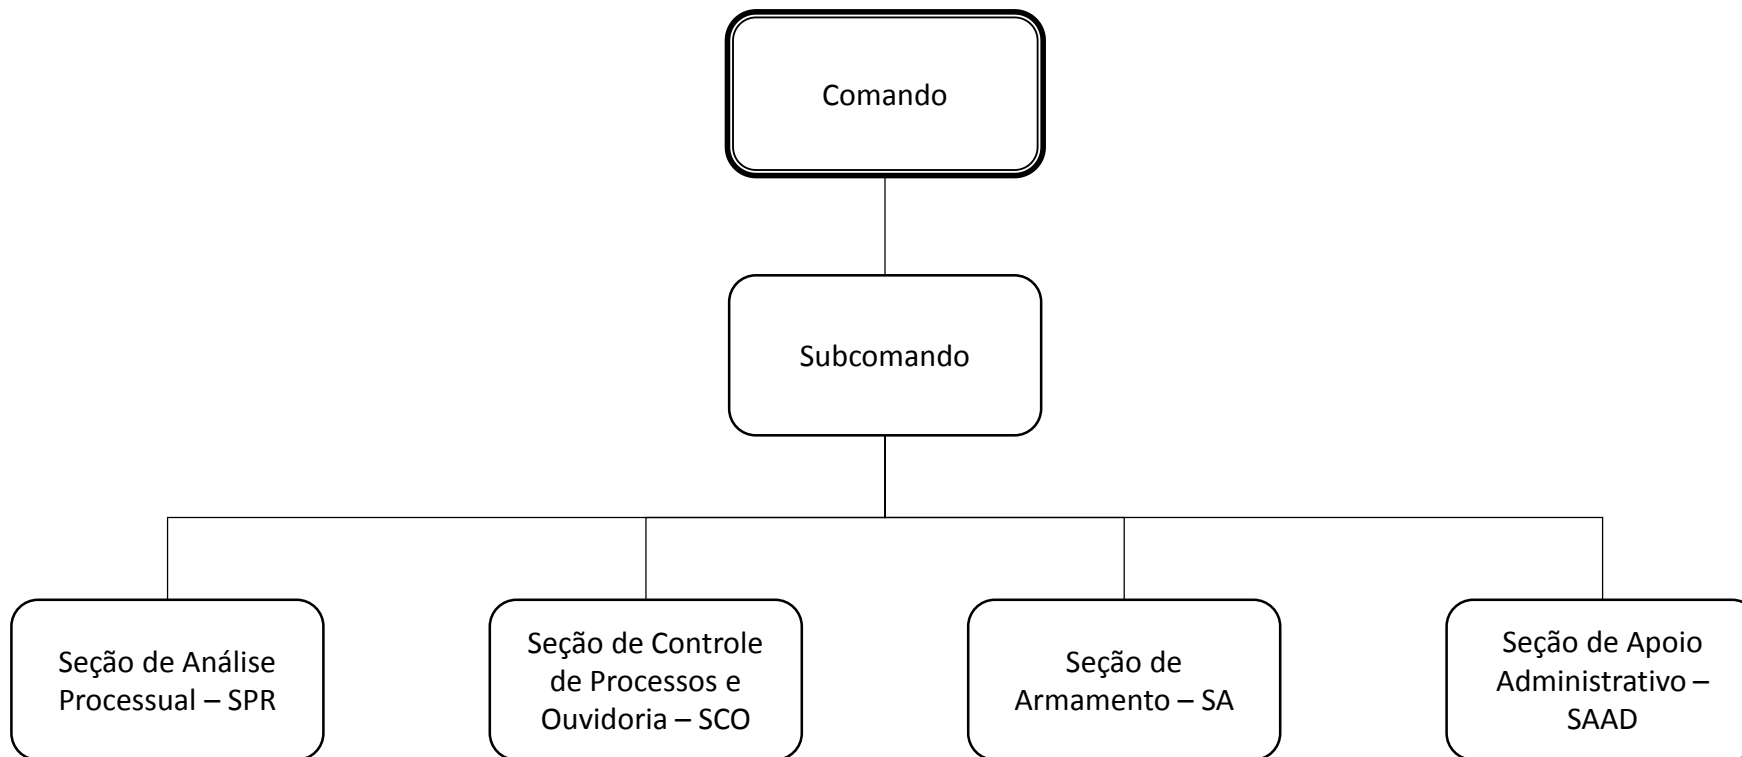 Comando
Subcomando
Seção de Análise
Processual – SPR
Seção de Controle
de Processos e
Ouvidoria – SCO
Seção de
Armamento – SA
Seção de Apoio
Administrativo –
SAAD